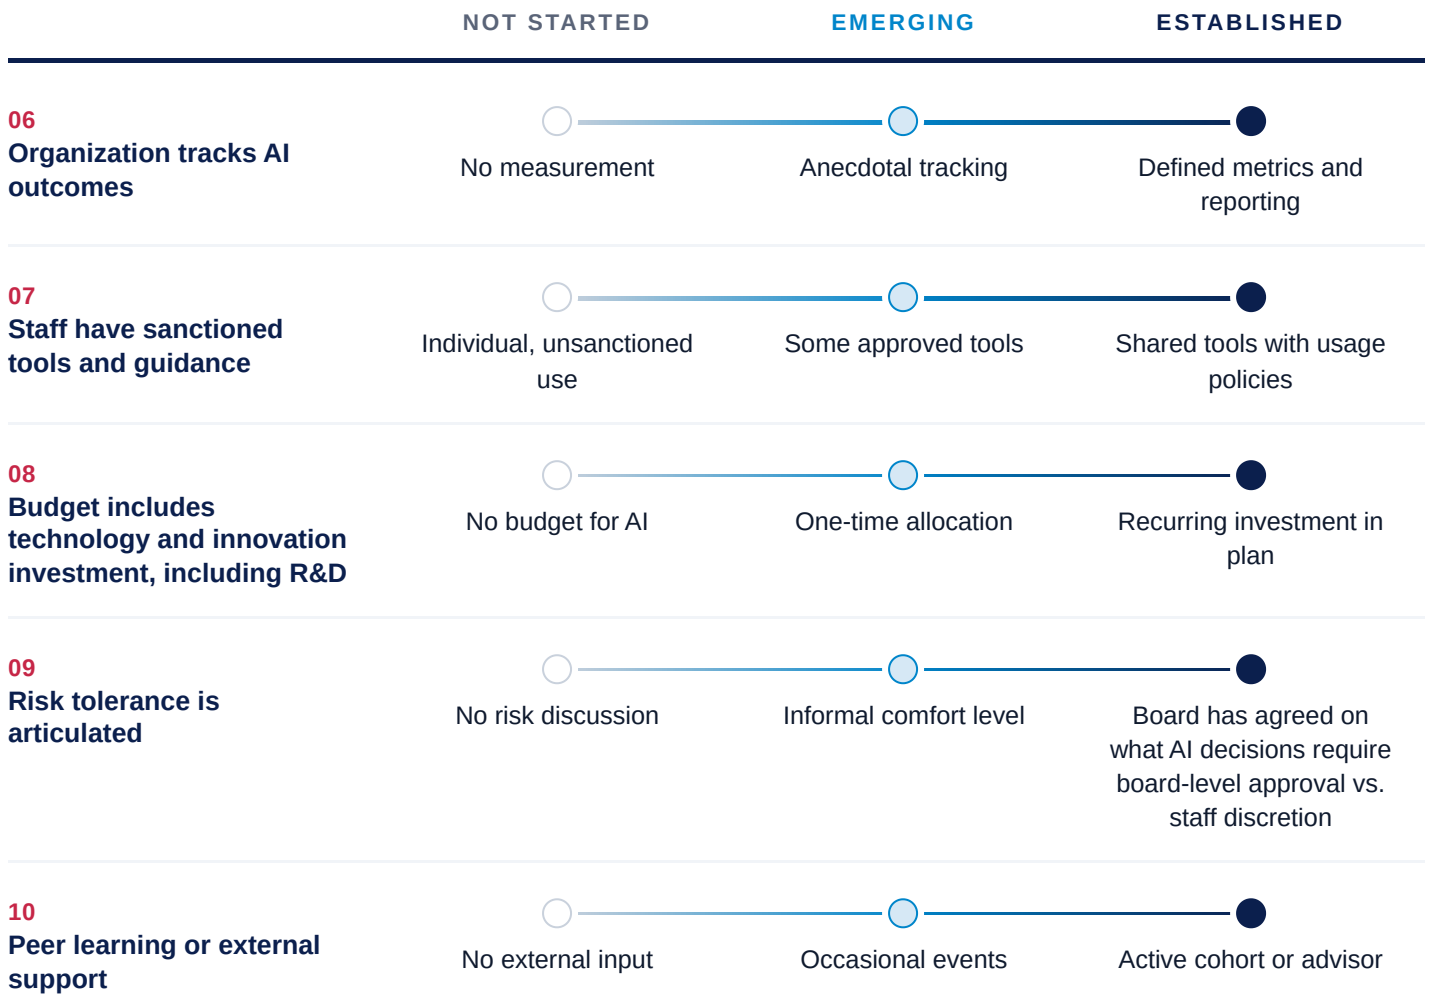 NOT STARTED EMERGING ESTABLISHED
06
Organization tracks AI
outcomes
No measurement
Anecdotal tracking
Defined metrics and
reporting
07
Staff have sanctioned
tools and guidance
Individual, unsanctioned
use
Some approved tools
Shared tools with usage
policies
08
Budget includes
technology and innovation
investment, including R&D
No budget for AI
One-time allocation
Recurring investment in
plan
09
Risk tolerance is
articulated
No risk discussion
Informal comfort level
Board has agreed on
what AI decisions require
board-level approval vs.
staff discretion
10
Peer learning or external
support
No external input
Occasional events
Active cohort or advisor